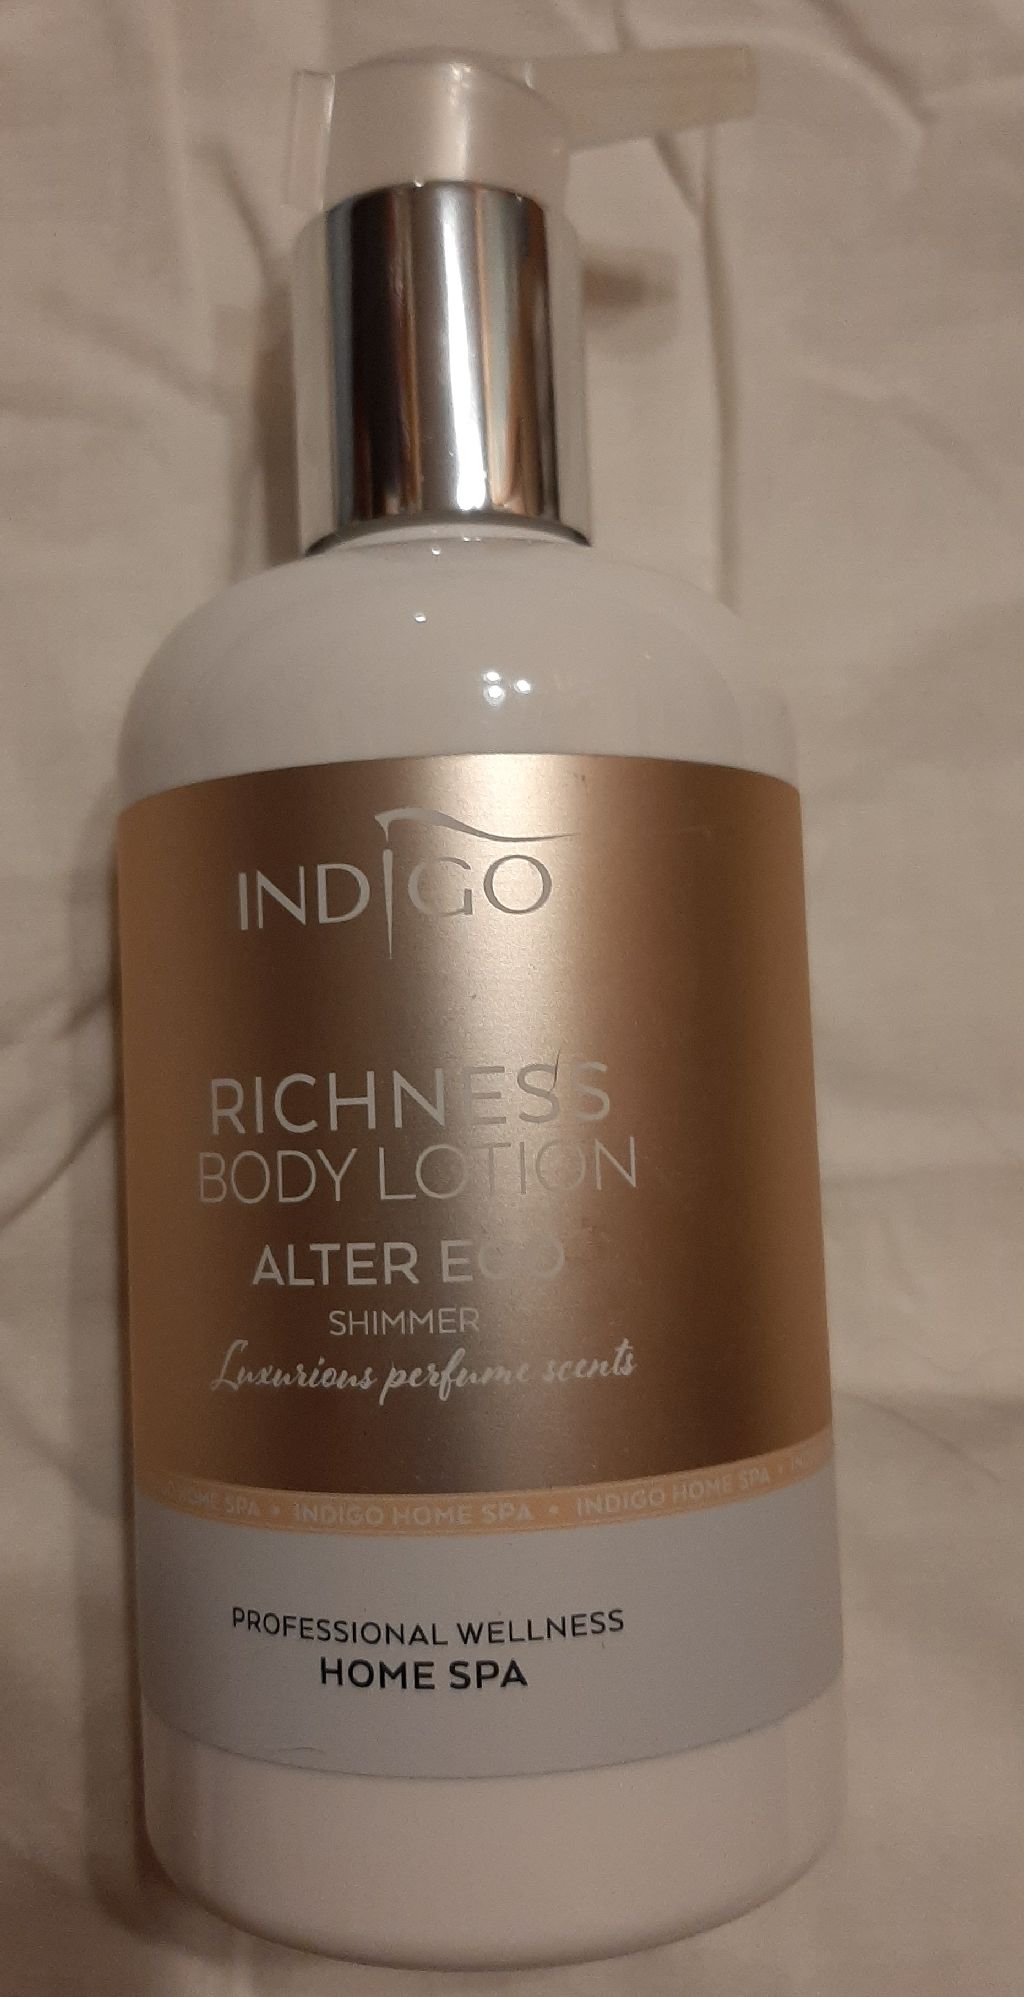 INDIGO
RICHNESS
BODY LOTION
ALTER EGO
SHIMMER
Luxurious perfume scents
HOME SPA • INDIGO HOME SPA • INDIGO HOME SPA •
PROFESSIONAL WELLNESS
HOME SPA